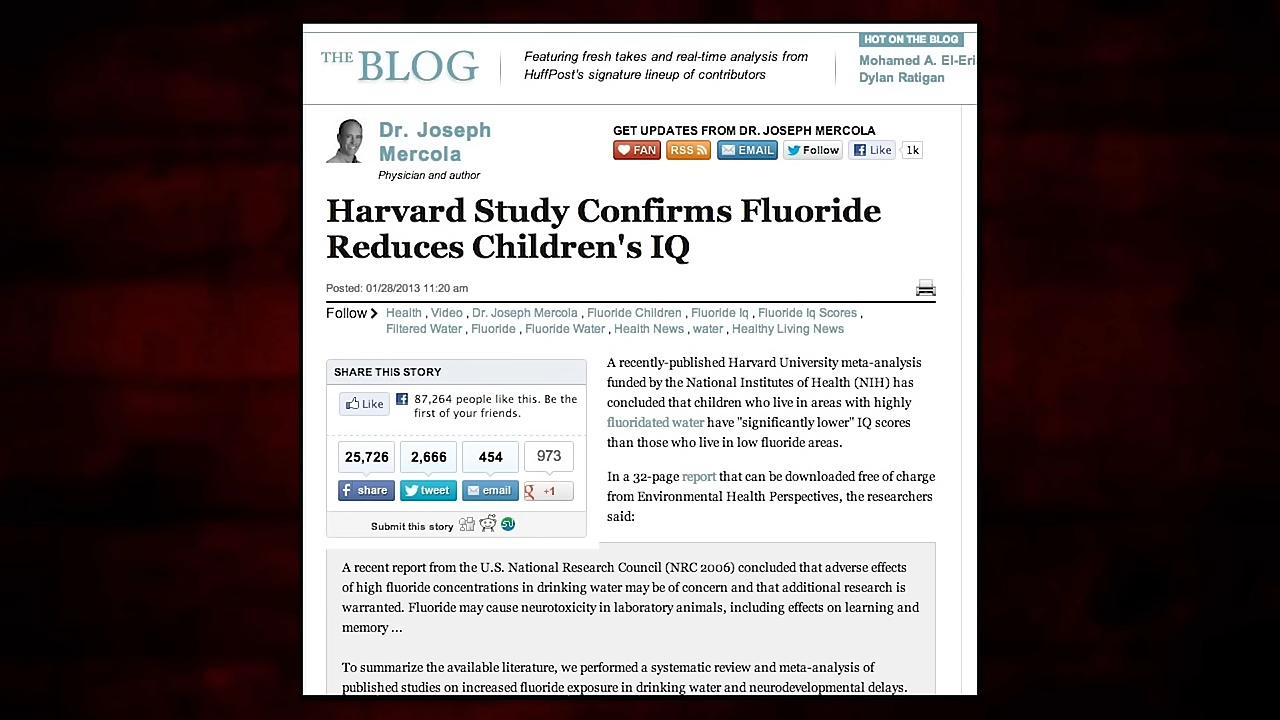 THE BLOG
Featuring fresh takes and real-time analysis from
HuffPost's signature lineup of contributors
HOT ON THE BLOG
Mohamed A. El-Eri
Dylan Ratigan
Dr. Joseph
Mercola
Physician and author
GET UPDATES FROM DR. JOSEPH MERCOLA
FAN RSS EMAIL Follow Like 1k
Harvard Study Confirms Fluoride
Reduces Children's IQ
Posted: 01/28/2013 11:20 am
Follow Health , Video , Dr. Joseph Mercola , Fluoride Children , Fluoride Iq , Fluoride Iq Scores ,
Filtered Water , Fluoride , Fluoride Water , Health News , water , Healthy Living News
SHARE THIS STORY
Like 87,264 people like this. Be the
first of your friends.
25,726 2,666 454 973
share tweet email +1
Submit this story
A recently-published Harvard University meta-analysis
funded by the National Institutes of Health (NIH) has
concluded that children who live in areas with highly
fluoridated water have "significantly lower" IQ scores
than those who live in low fluoride areas.
In a 32-page report that can be downloaded free of charge
from Environmental Health Perspectives, the researchers
said:
A recent report from the U.S. National Research Council (NRC 2006) concluded that adverse effects
of high fluoride concentrations in drinking water may be of concern and that additional research is
warranted. Fluoride may cause neurotoxicity in laboratory animals, including effects on learning and
memory ...
To summarize the available literature, we performed a systematic review and meta-analysis of
published studies on increased fluoride exposure in drinking water and neurodevelopmental delays.